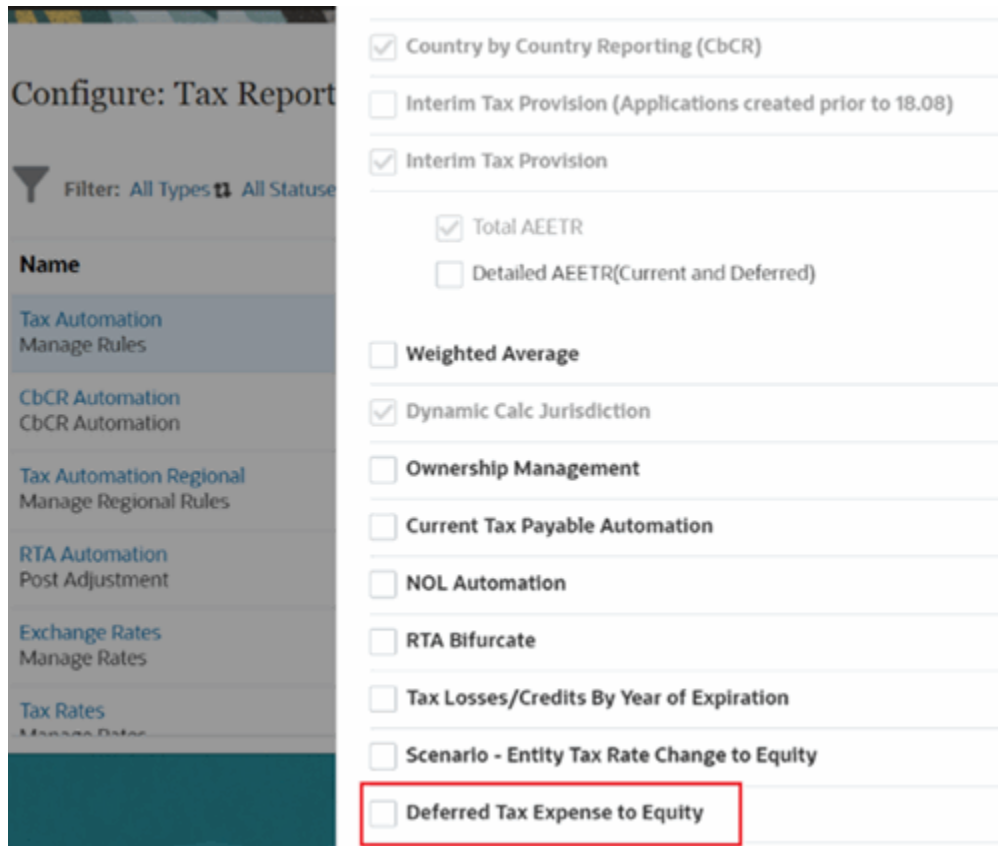 Configure: Tax Report
Filter: All Types All Statuse
Name
Tax Automation
Manage Rules
CbCR Automation
CbCR Automation
Tax Automation Regional
Manage Regional Rules
RTA Automation
Post Adjustment
Exchange Rates
Manage Rates
Tax Rates
Manage Rates
Country by Country Reporting (CbCR)
Interim Tax Provision (Applications created prior to 18.08)
Interim Tax Provision
Total AEETR
Detailed AEETR(Current and Deferred)
Weighted Average
Dynamic Calc Jurisdiction
Ownership Management
Current Tax Payable Automation
NOL Automation
RTA Bifurcate
Tax Losses/Credits By Year of Expiration
Scenario - Entity Tax Rate Change to Equity
Deferred Tax Expense to Equity